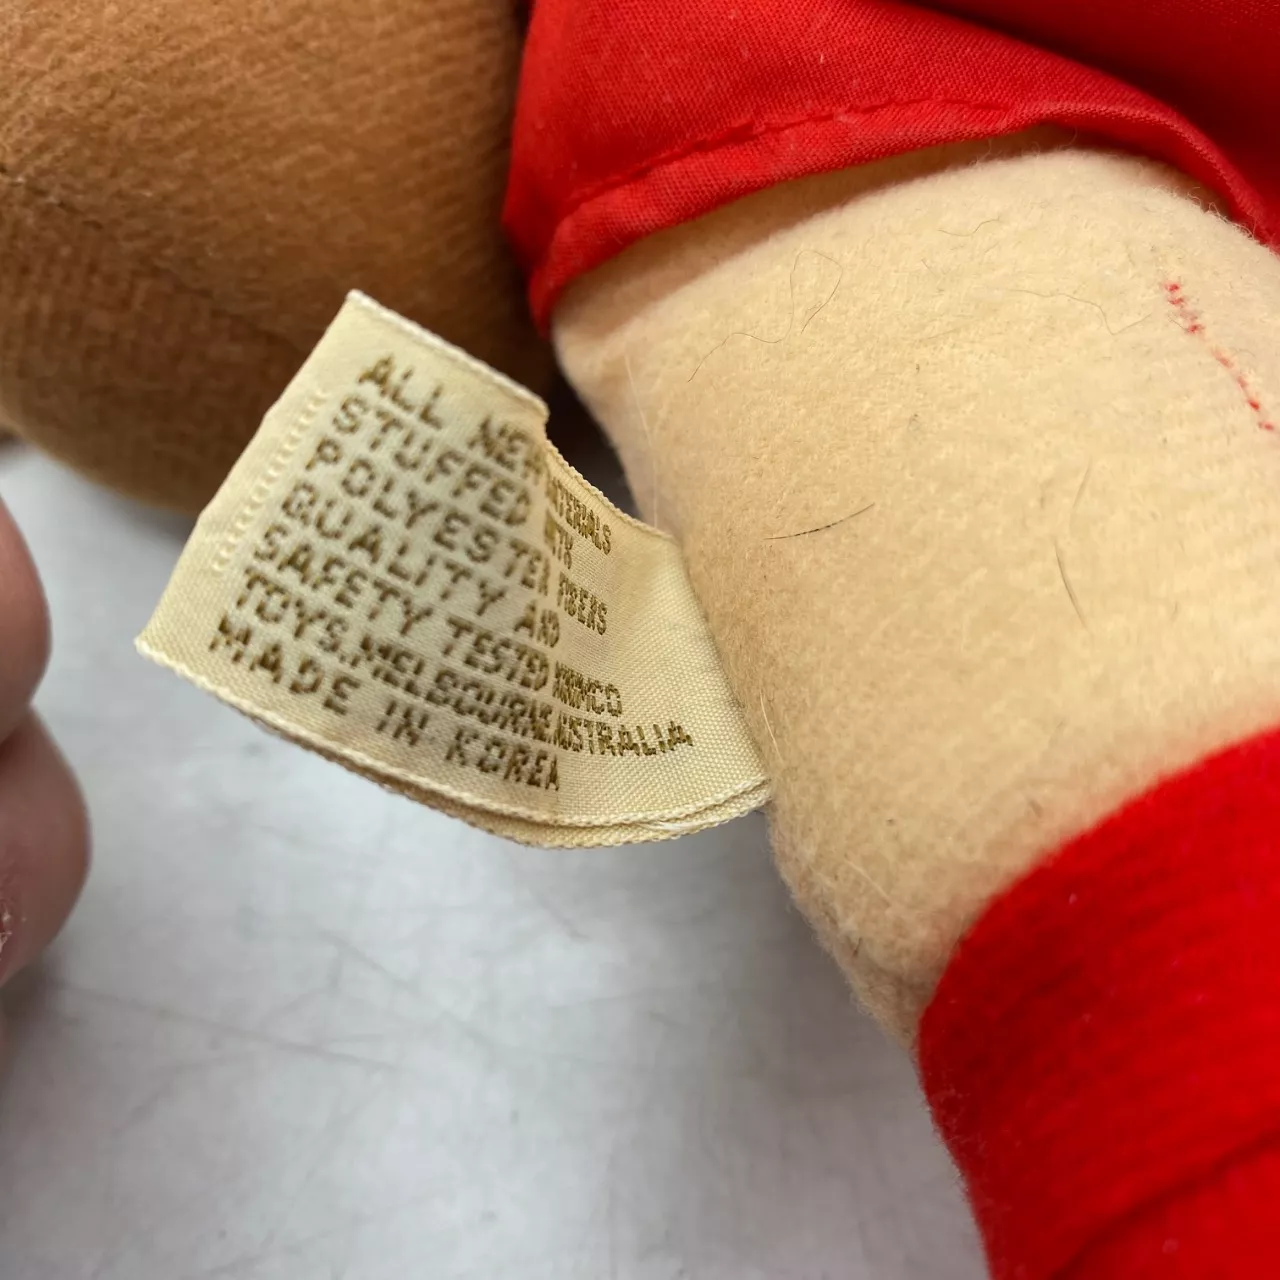 ALL NEW MATERIALS
STUFFED WITH
POLYESTER FIBERS
QUALITY AND
SAFETY TESTED
TOYS. MELBOURNE AUSTRALIA
MADE IN KOREA